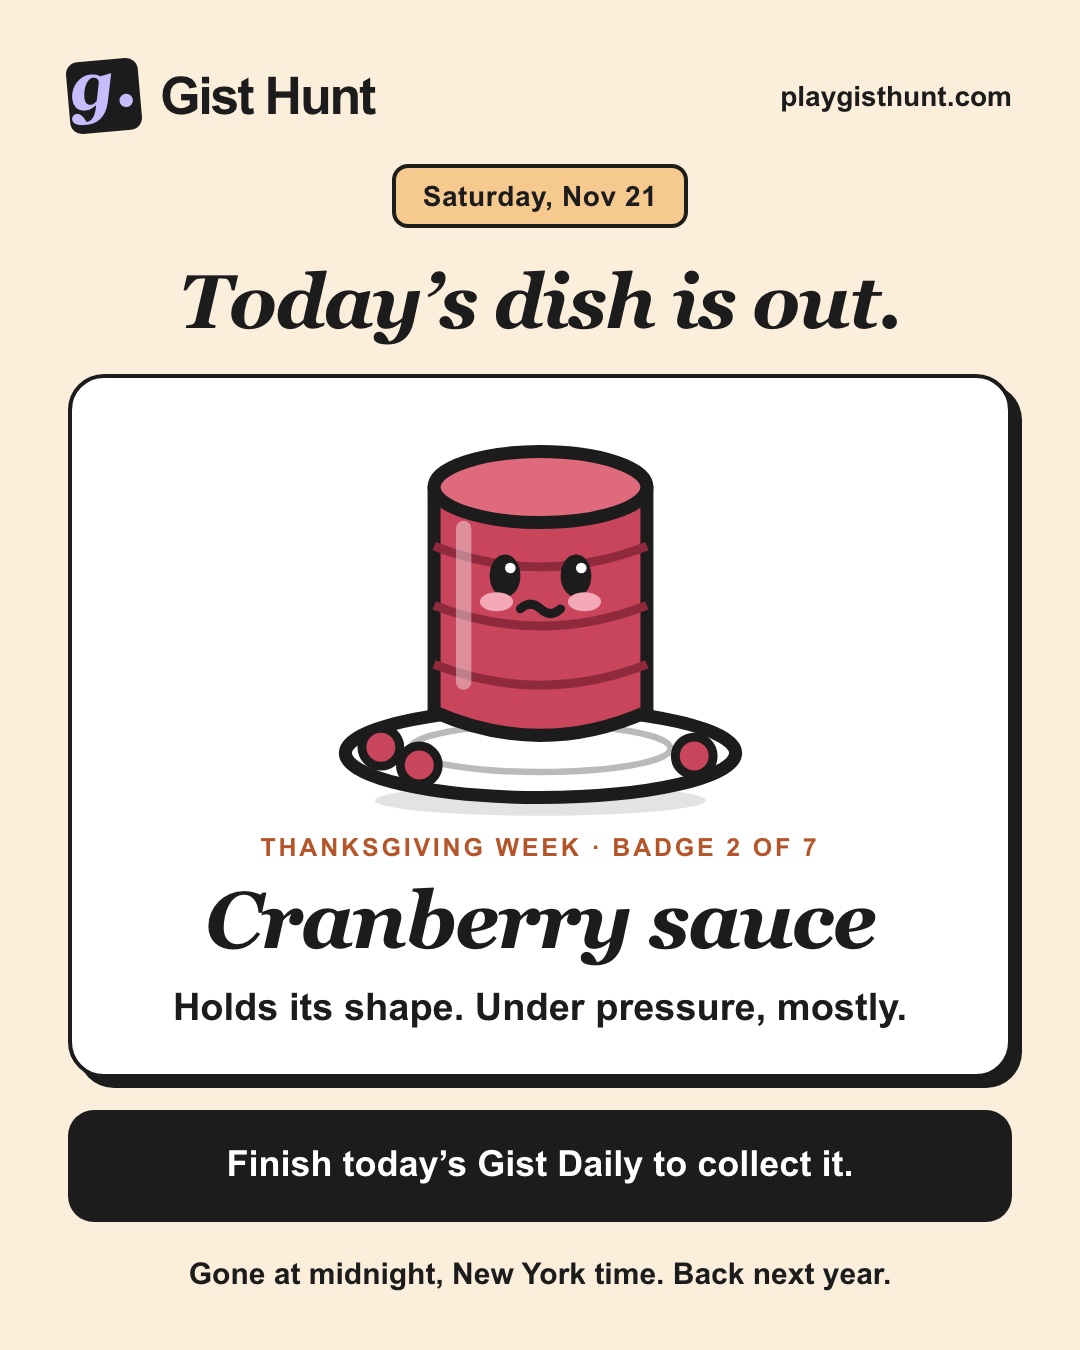 g.
Gist Hunt
playgisthunt.com
Saturday, Nov 21
Today’s dish is out.
THANKSGIVING WEEK · BADGE 2 OF 7
Cranberry sauce
Holds its shape. Under pressure, mostly.
Finish today’s Gist Daily to collect it.
Gone at midnight, New York time. Back next year.